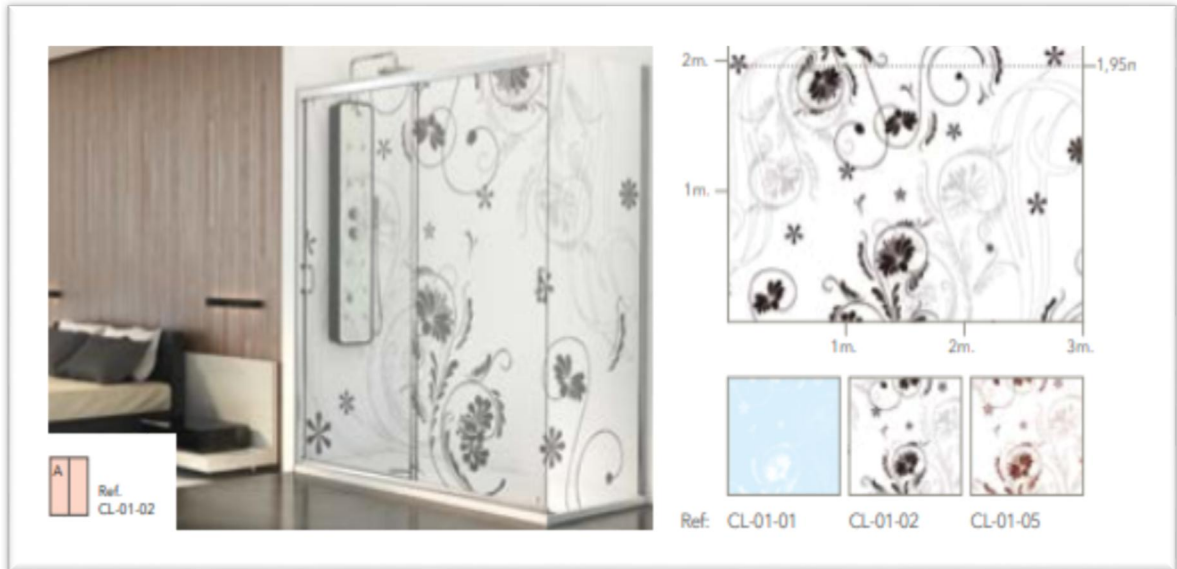 A
Ref.
CL-01-02
2m.
1,95m
1m.
1m.
2m.
3m.
Ref: CL-01-01 CL-01-02 CL-01-05